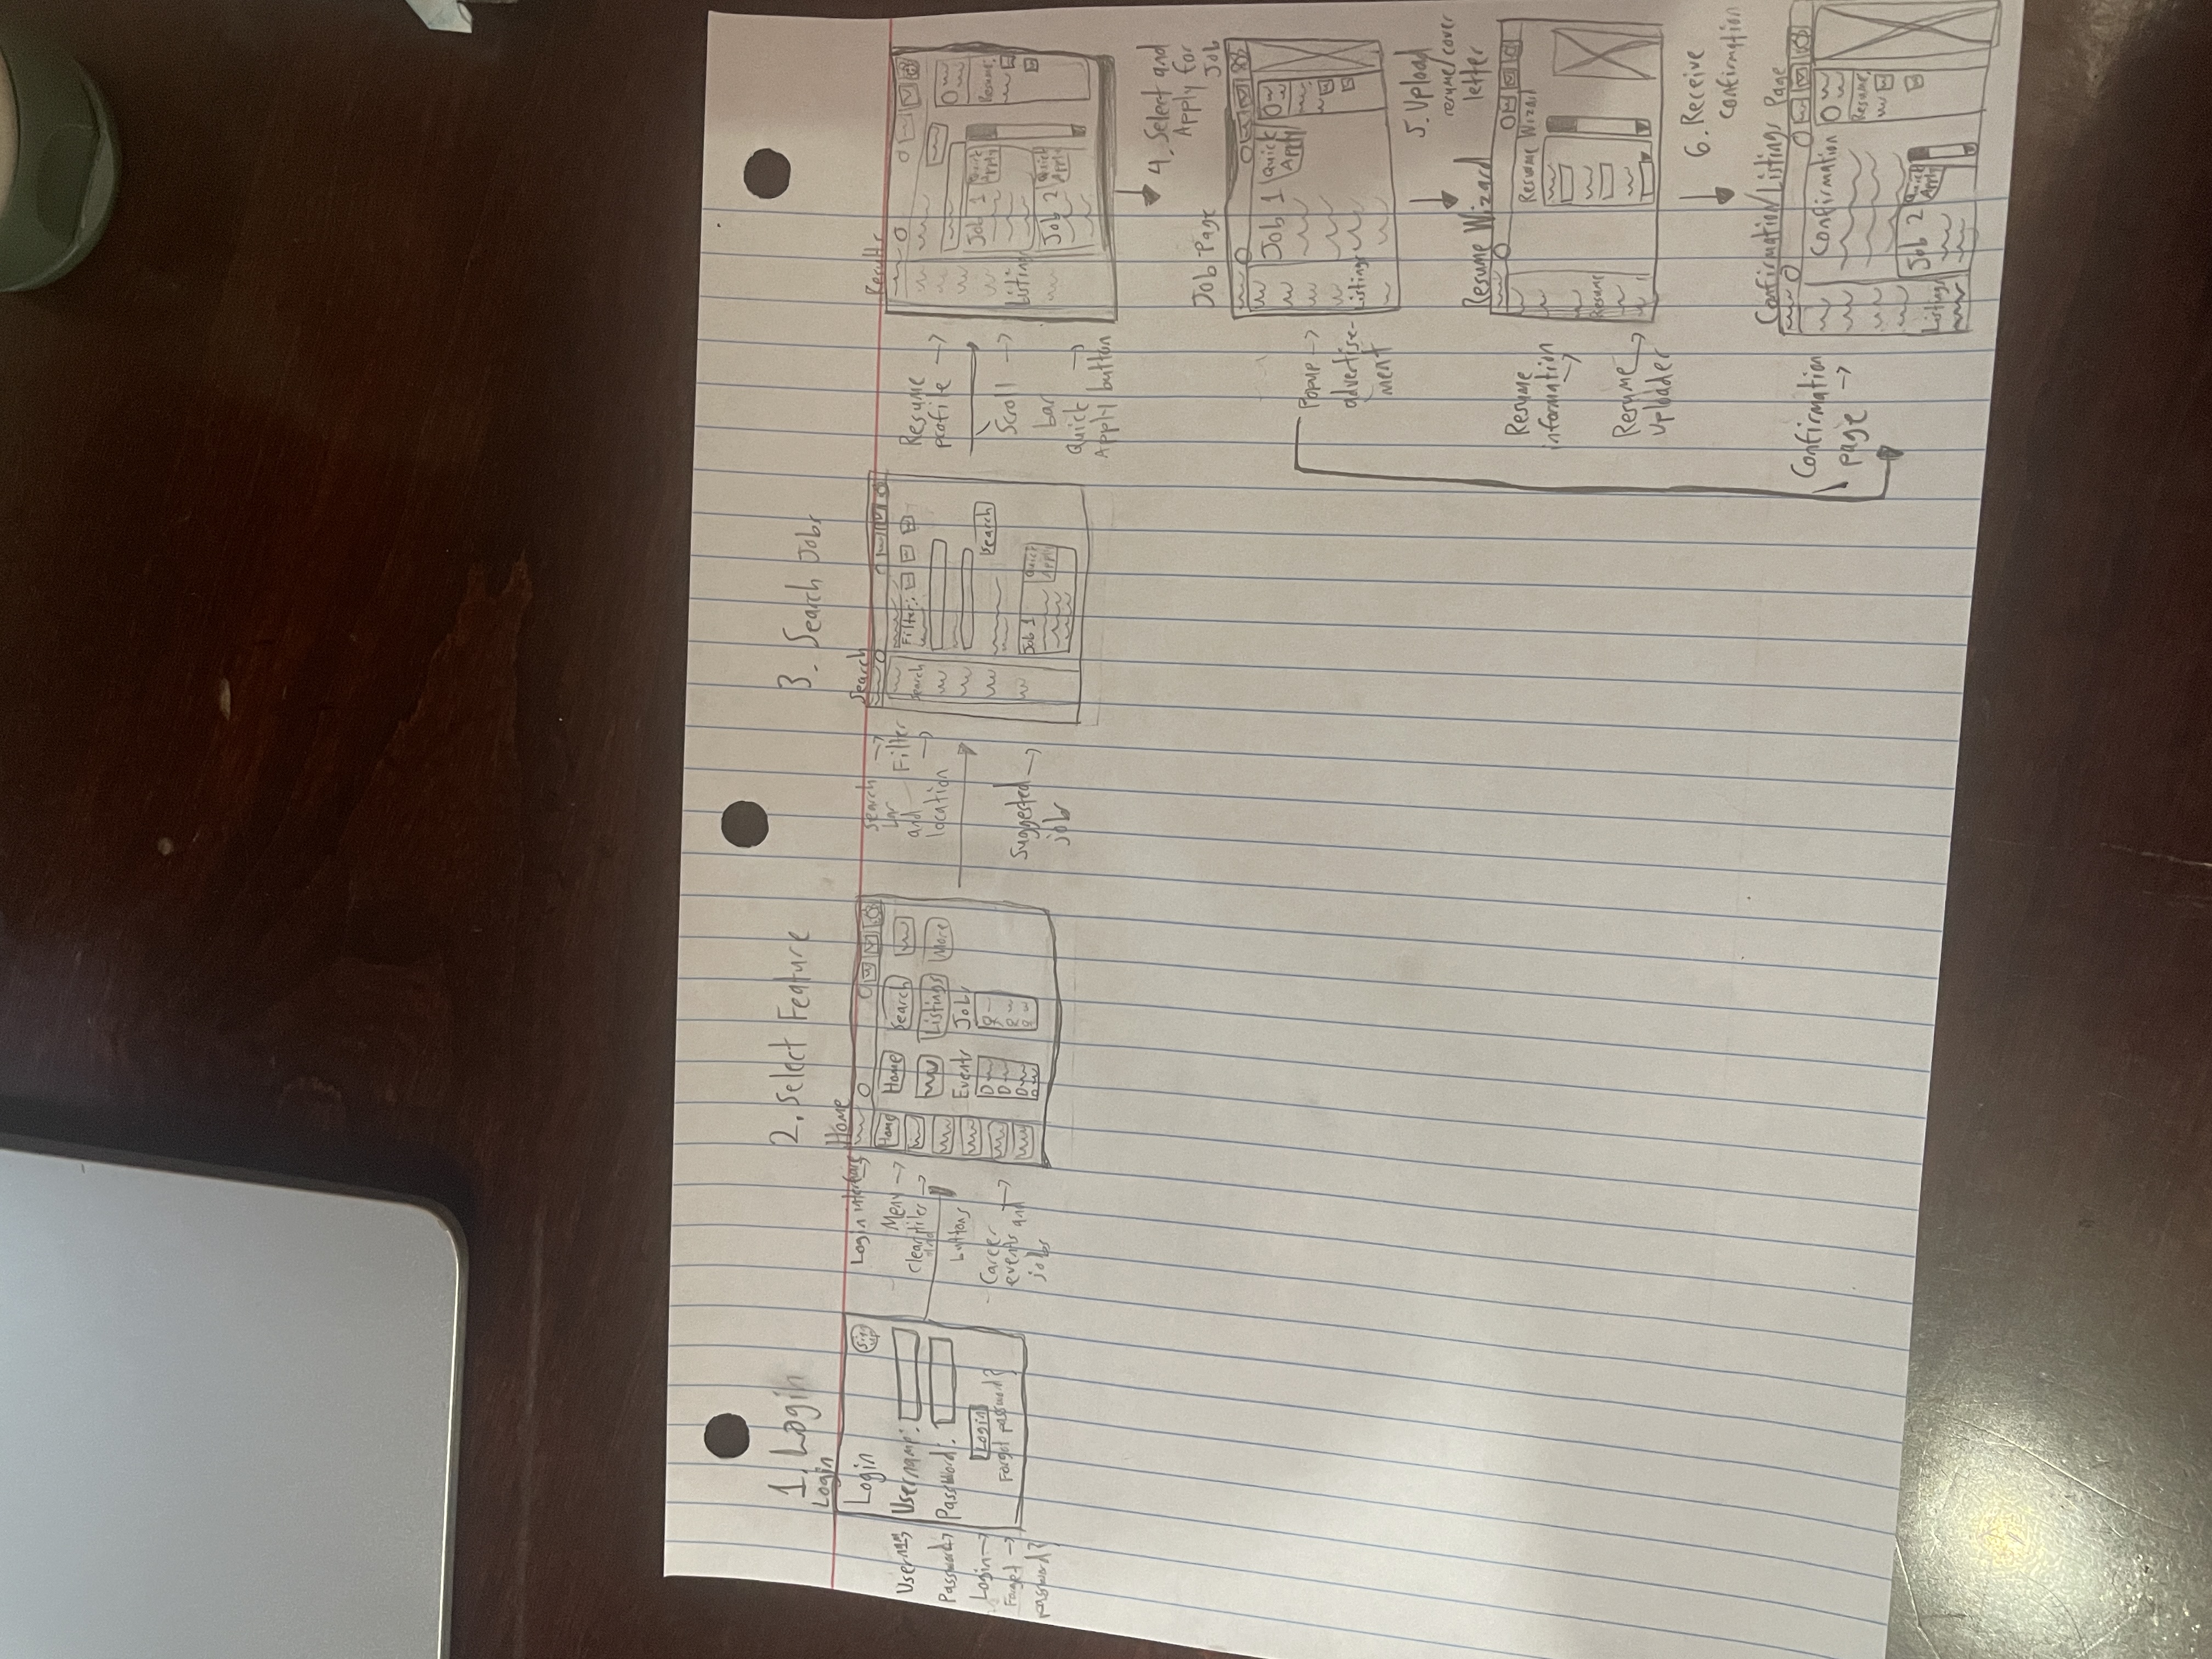 1. Login
Login
Login
Sign
up
Username:
Password:
Login
Forgot password?
Username
Password
Login
Forget
password?
2. Select Feature
Home
Login interface
Menu
Clear tiles
and
buttons
Career
events and
jobs
Home
Home
Search
Listings
More
Events
Jobs
3. Search Jobs
Search
Search
bar
and
location
Filter
Suggested
jobs
Search
Filter:
Search
Job 1
Quick
Apply
Results
Resume
profile
Scroll
bar
Quick
Apply button
Job 1
Quick
Apply
Resume:
Listings
Job 2
Quick
Apply
4. Select and
Apply for
Job
Job Page
Popup
advertise-
ment
Job 1
Quick
Apply
Listings
5. Upload
resume/cover
letter
Resume Wizard
Resume
information
Resume
Uploader
Resume Wizard
Resume
6. Receive
confirmation
Confirmation/Listings Page
Confirmation
page
Confirmation
Resume:
Listings
Job 2
Quick
Apply